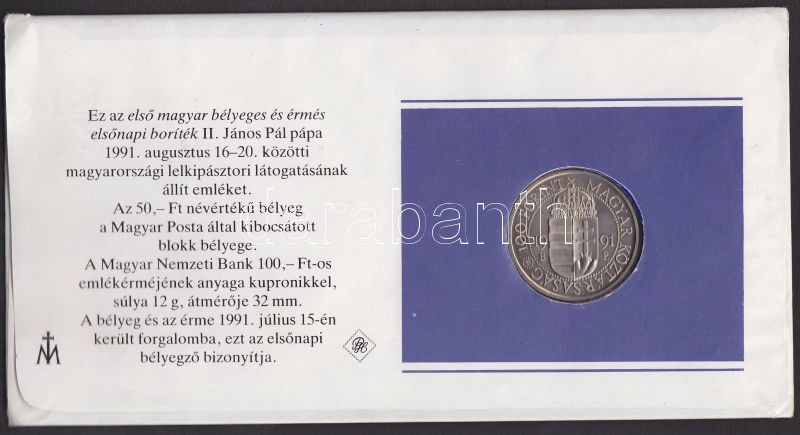 Ez az első magyar bélyeges és érmés
elsőnapi boríték II. János Pál pápa
1991. augusztus 16–20. közötti
magyarországi lelkipásztori látogatásának
állít emléket.
Az 50,– Ft névértékű bélyeg
a Magyar Posta által kibocsátott
blokk bélyege.
A Magyar Nemzeti Bank 100,– Ft-os
emlékérméjének anyaga kupronikkel,
súlya 12 g, átmérője 32 mm.
A bélyeg és az érme 1991. július 15-én
került forgalomba, ezt az elsőnapi
bélyegző bizonyítja.
MAGYAR KÖZTÁRSASÁG
100 FORINT
91
B P
darabanth